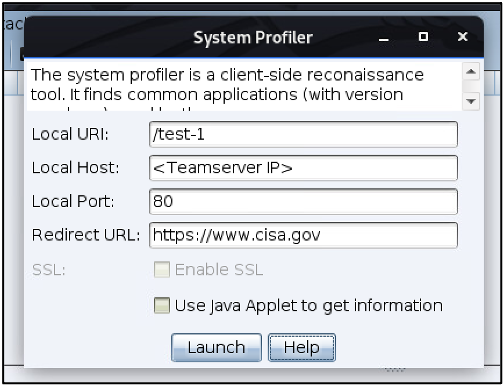 tac
System Profiler
The system profiler is a client-side reconaissance
tool. It finds common applications (with version
Local URI: /test-1
Local Host: <Teamserver IP>
Local Port: 80
Redirect URL: https://www.cisa.gov
SSL: Enable SSL
Use Java Applet to get information
Launch Help